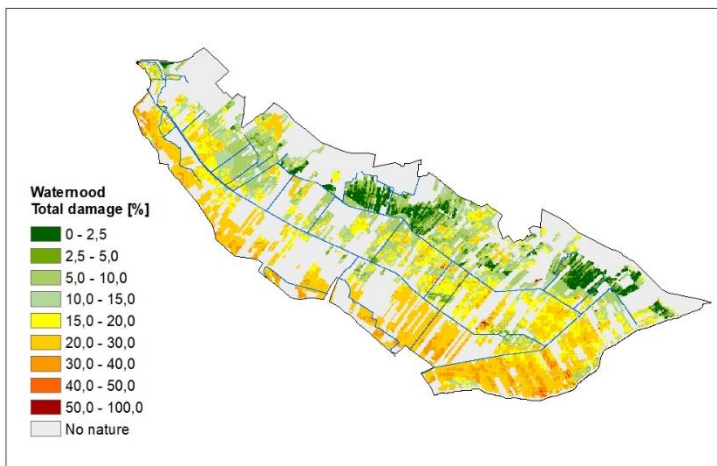 Waternood
Total damage [%]
0 - 2,5
2,5 - 5,0
5,0 - 10,0
10,0 - 15,0
15,0 - 20,0
20,0 - 30,0
30,0 - 40,0
40,0 - 50,0
50,0 - 100,0
No nature